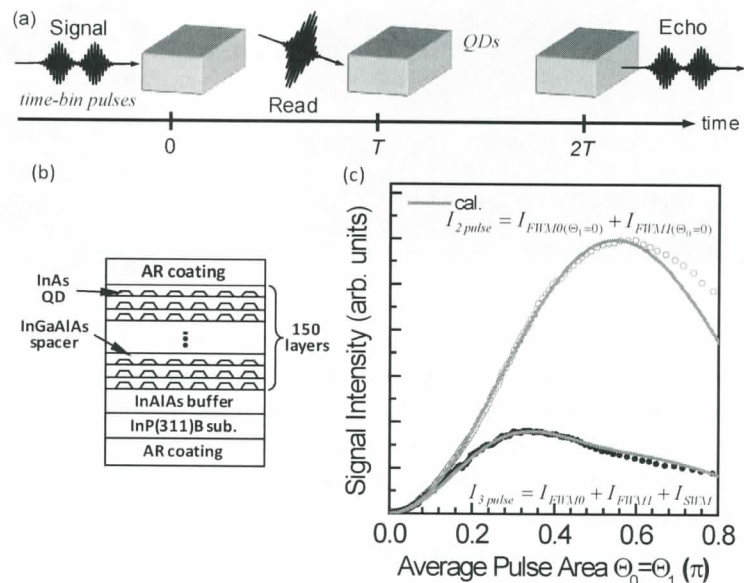 (a)
Signal
Read
QDs
Echo
time-bin pulses
time
0
T
2T
(b)
AR coating
InAs
QD
InGaAlAs
spacer
150
layers
InAlAs buffer
InP(311)B sub.
AR coating
(c)
cal.
I2 pulse = IFWM0(Θ1=0) + IFWM1(Θ0=0)
Signal Intensity (arb. units)
I3 pulse = IFWM0 + IFWM1 + ISWM
0.0 0.2 0.4 0.6 0.8
Average Pulse Area Θ0=Θ1 (π)